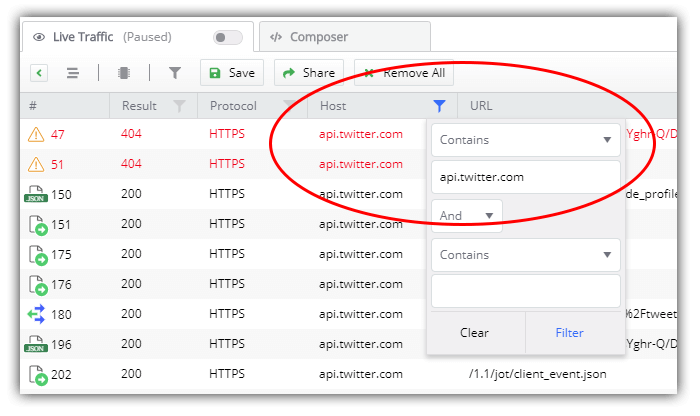 Live Traffic (Paused) </> Composer
Save Share Remove All
# Result Protocol Host URL
47 404 HTTPS api.twitter.com Yghr-Q/D
Contains
51 404 HTTPS api.twitter.com
api.twitter.com
JSON 150 200 HTTPS api.twitter.com de_profile
151 200 HTTPS api.twitter.com
And
175 200 HTTPS api.twitter.com
Contains
176 200 HTTPS api.twitter.com
180 200 HTTPS api.twitter.com %2Ftweet
JSON 196 200 HTTPS api.twitter.com Yghr-Q/D
Clear Filter
202 200 HTTPS api.twitter.com /1.1/jot/client_event.json